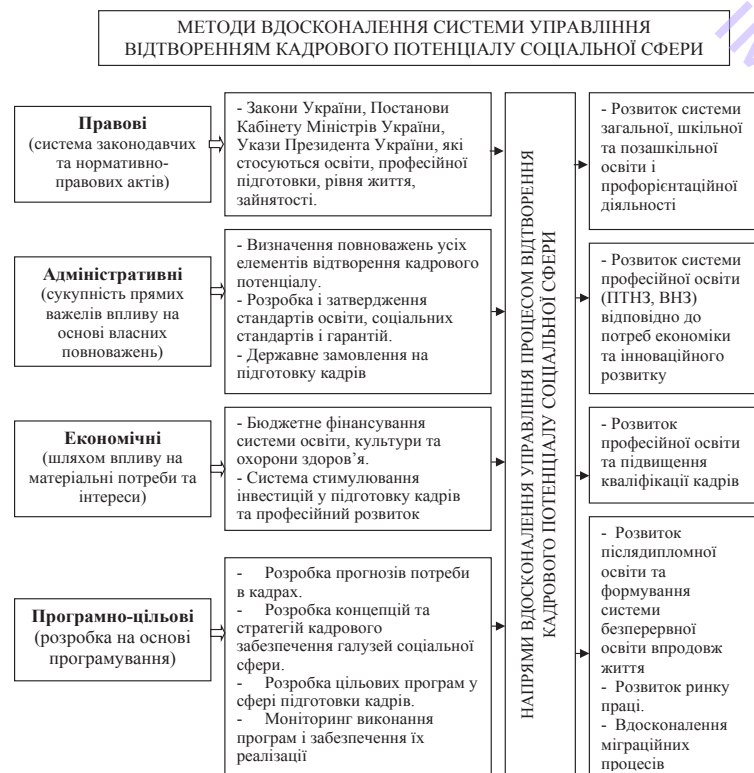 МЕТОДИ ВДОСКОНАЛЕННЯ СИСТЕМИ УПРАВЛІННЯ
ВІДТВОРЕННЯМ КАДРОВОГО ПОТЕНЦІАЛУ СОЦІАЛЬНОЇ СФЕРИ
Правові
(система законодавчих
та нормативно-
правових актів)
- Закони України, Постанови
Кабінету Міністрів України,
Укази Президента України, які
стосуються освіти, професійної
підготовки, рівня життя,
зайнятості.
Адміністративні
(сукупність прямих
важелів впливу на
основі власних
повноважень)
- Визначення повноважень усіх
елементів відтворення кадрового
потенціалу.
- Розробка і затвердження
стандартів освіти, соціальних
стандартів і гарантій.
- Державне замовлення на
підготовку кадрів
Економічні
(шляхом впливу на
матеріальні потреби та
інтереси)
- Бюджетне фінансування
системи освіти, культури та
охорони здоров’я.
- Система стимулювання
інвестицій у підготовку кадрів
та професійний розвиток
Програмно-цільові
(розробка на основі
програмування)
- Розробка прогнозів потреби
в кадрах.
- Розробка концепцій та
стратегій кадрового
забезпечення галузей соціальної
сфери.
- Розробка цільових програм у
сфері підготовки кадрів.
- Моніторинг виконання
програм і забезпечення їх
реалізації
НАПРЯМИ ВДОСКОНАЛЕННЯ УПРАВЛІННЯ ПРОЦЕСОМ ВІДТВОРЕННЯ
КАДРОВОГО ПОТЕНЦІАЛУ СОЦІАЛЬНОЇ СФЕРИ
- Розвиток системи
загальної, шкільної
та позашкільної
освіти і
профорієнтаційної
діяльності
- Розвиток системи
професійної освіти
(ПТНЗ, ВНЗ)
відповідно до
потреб економіки
та інноваційного
розвитку
- Розвиток
професійної освіти
та підвищення
кваліфікації кадрів
- Розвиток
післядипломної
освіти та
формування
системи
безперервної
освіти впродовж
життя
- Розвиток ринку
праці.
- Вдосконалення
міграційних
процесів